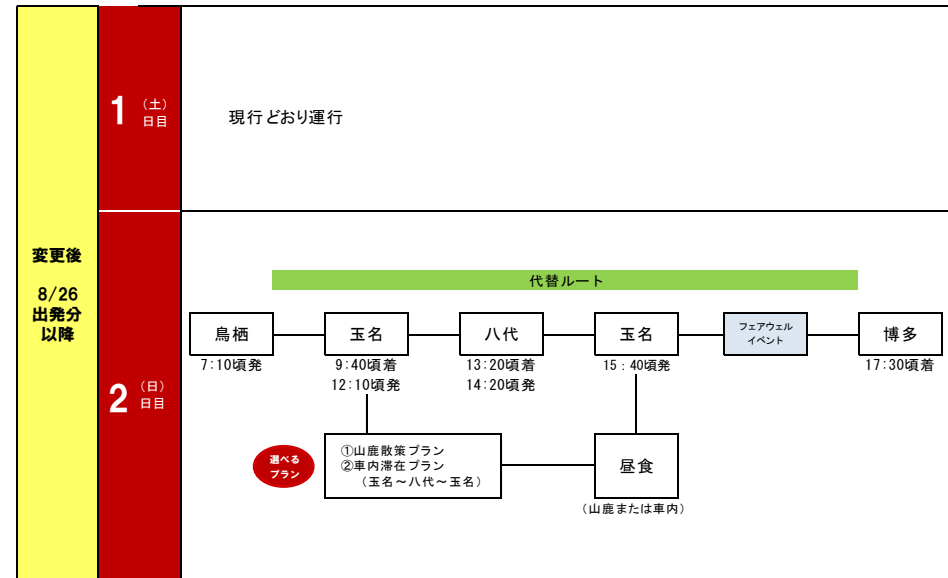 変更後
8/26
出発分
以降
1
（土）
日目
現行どおり運行
2
（日）
日目
代替ルート
鳥栖
7:10頃発
玉名
9:40頃着
12:10頃発
八代
13:20頃着
14:20頃発
玉名
15：40頃発
フェアウェル
イベント
博多
17:30頃着
選べる
プラン
①山鹿散策プラン
②車内滞在プラン
（玉名～八代～玉名）
昼食
（山鹿または車内）